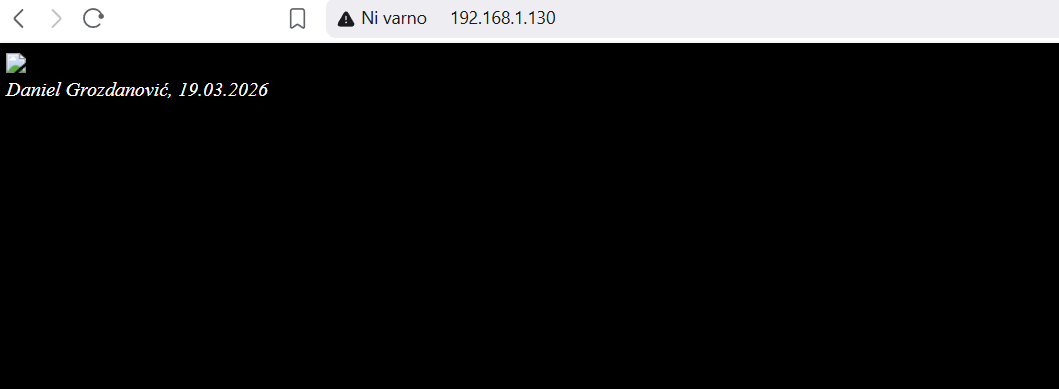 Ni varno 192.168.1.130
Daniel Grozdanović, 19.03.2026